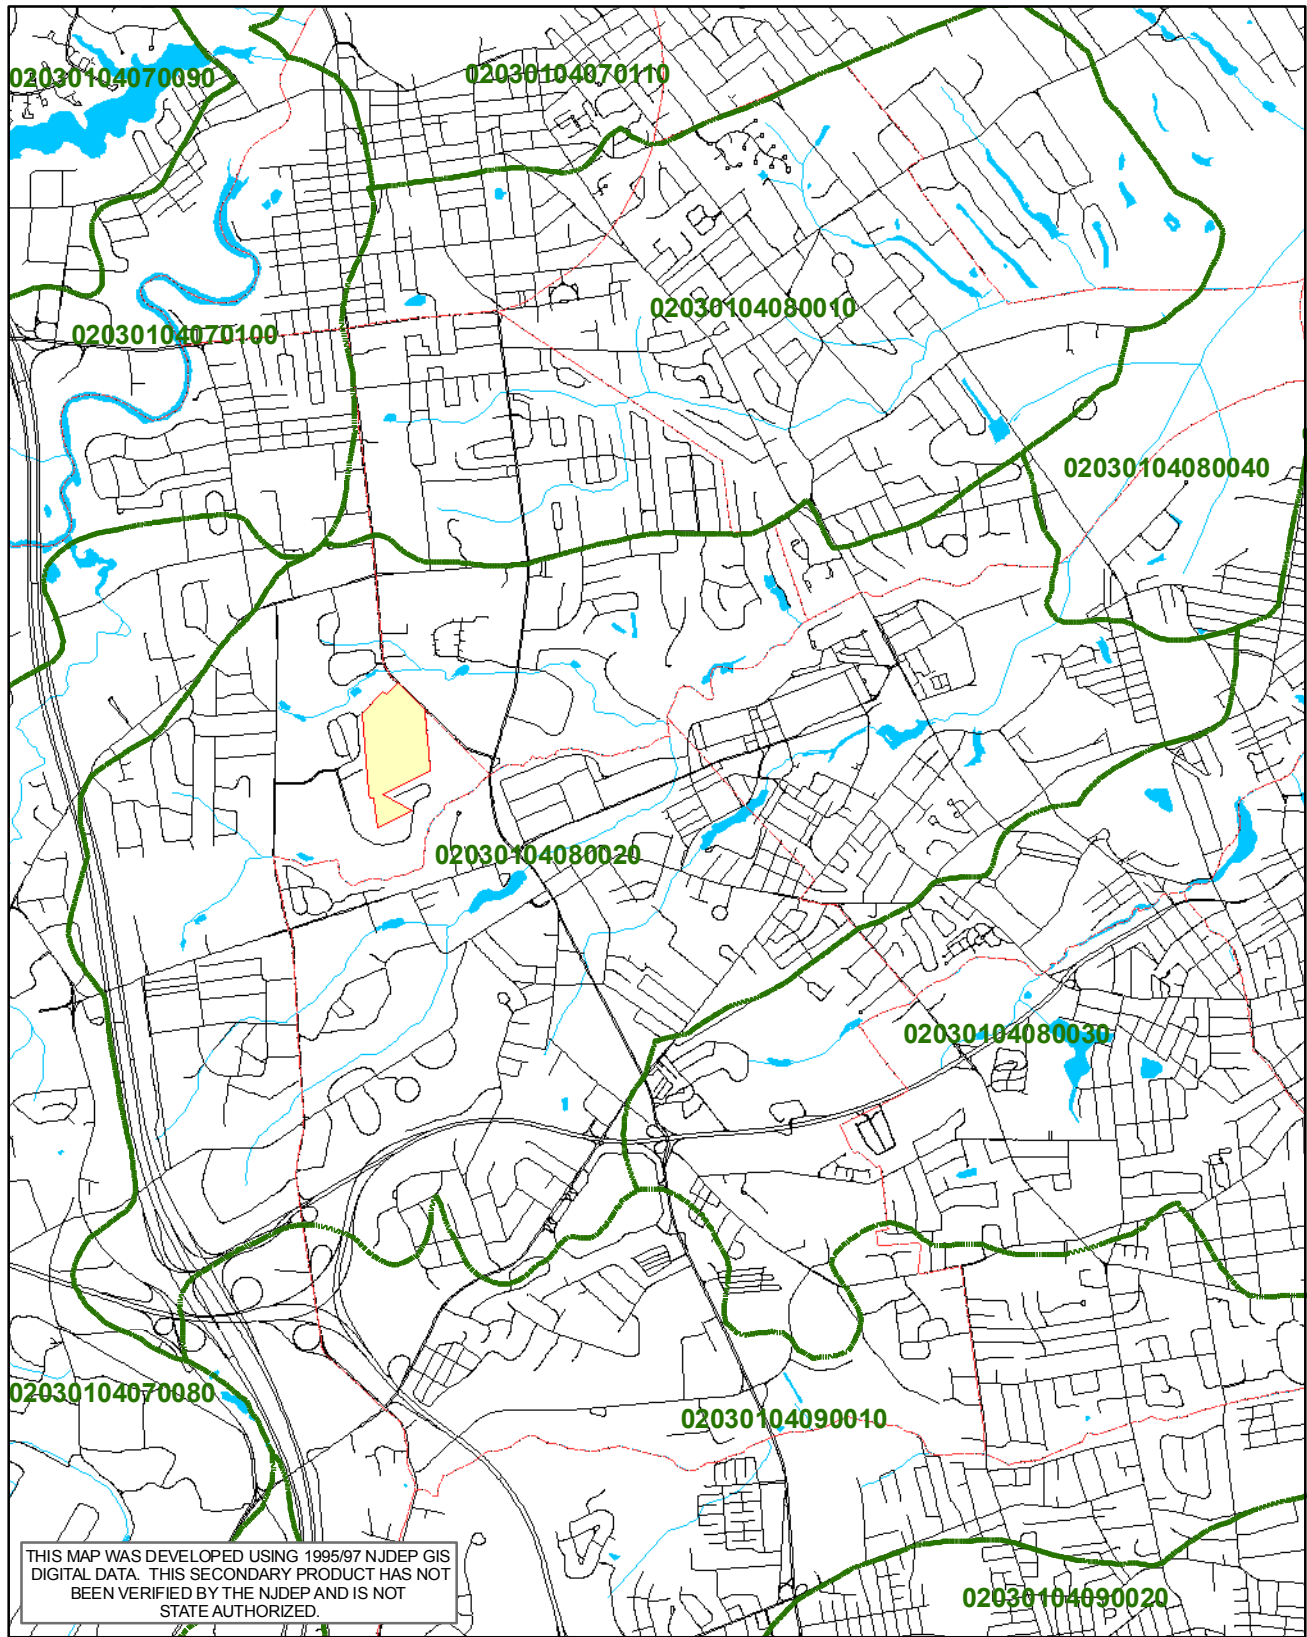 02030104070090
02030104070110
02030104080010
02030104070100
02030104080040
02030104080020
02030104080030
02030104070080
02030104090010
THIS MAP WAS DEVELOPED USING 1995/97 NJDEP GIS
DIGITAL DATA.  THIS SECONDARY PRODUCT HAS NOT
BEEN VERIFIED BY THE NJDEP AND IS NOT
STATE AUTHORIZED.
02030104090020